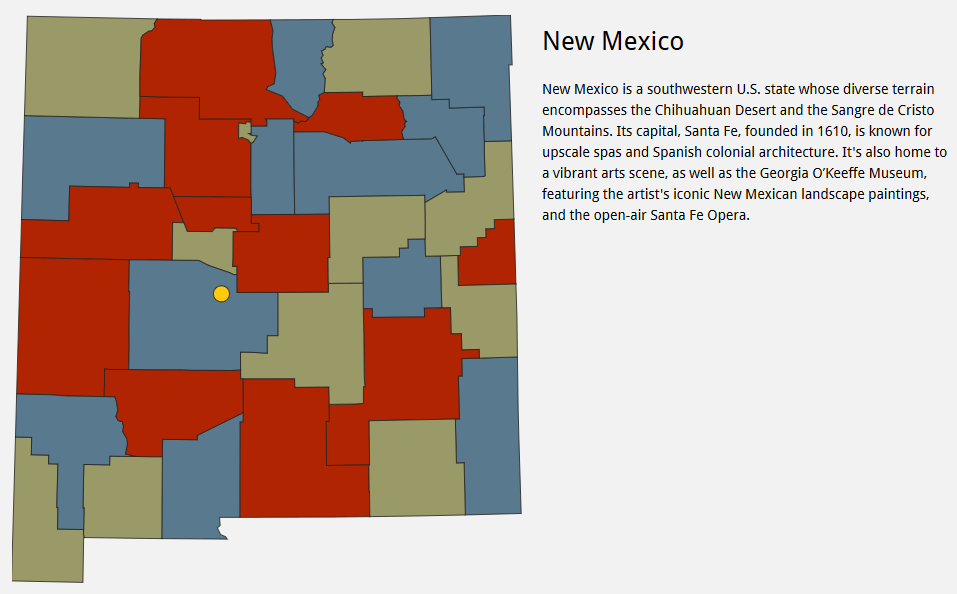 New Mexico
New Mexico is a southwestern U.S. state whose diverse terrain
encompasses the Chihuahuan Desert and the Sangre de Cristo
Mountains. Its capital, Santa Fe, founded in 1610, is known for
upscale spas and Spanish colonial architecture. It's also home to
a vibrant arts scene, as well as the Georgia O’Keeffe Museum,
featuring the artist's iconic New Mexican landscape paintings,
and the open-air Santa Fe Opera.